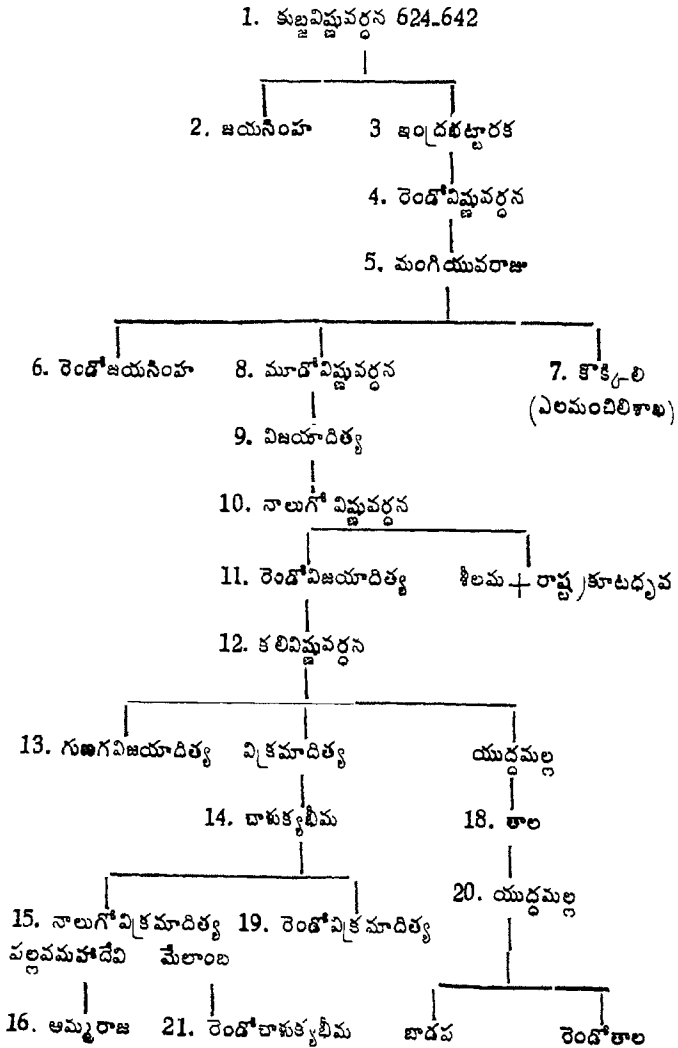 1. కుబ్జవిష్ణువర్ధన 624-642
2. జయసింహ 3 ఇంద్రభట్టారక
4. రెండోవిష్ణువర్ధన
5. మంగియువరాజు
6. రెండోజయసింహ 8. మూడోవిష్ణువర్ధన 7. కొక్కిలి
(ఎలమంచిలిశాఖ)
9. విజయాదిత్య
10. నాలుగో విష్ణువర్ధన
11. రెండోవిజయాదిత్య శీలమ + రాష్ట్రకూటధృవ
12. కలివిష్ణువర్ధన
13. గుణగవిజయాదిత్య విక్రమాదిత్య యుద్ధమల్ల
14. చాళుక్యభీమ 18. తాల
20. యుద్ధమల్ల
15. నాలుగోవిక్రమాదిత్య 19. రెండోవిక్రమాదిత్య
పల్లవమహాదేవి మేలాంబ
16. అమ్మరాజ 21. రెండోచాళుక్యభీమ బాడప రెండోతాల